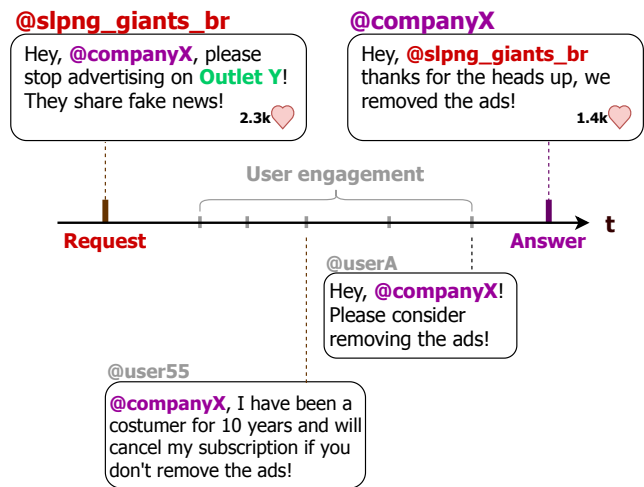 @slpng_giants_br
Hey, @companyX, please
stop advertising on Outlet Y!
They share fake news!
2.3k
@companyX
Hey, @slpng_giants_br
thanks for the heads up, we
removed the ads!
1.4k
User engagement
t
Request
Answer
@userA
Hey, @companyX!
Please consider
removing the ads!
@user55
@companyX, I have been a
costumer for 10 years and will
cancel my subscription if you
don't remove the ads!